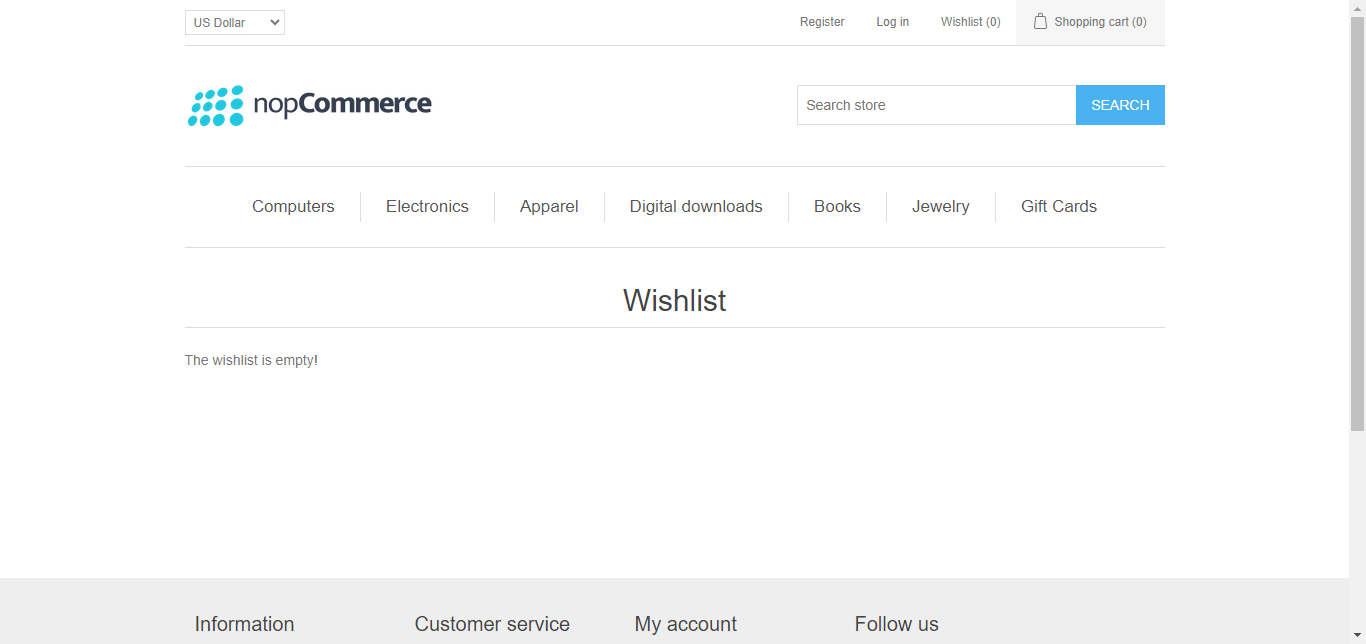 US Dollar
Register Log in Wishlist (0) Shopping cart (0)
nopCommerce
Search store SEARCH
Computers Electronics Apparel Digital downloads Books Jewelry Gift Cards
Wishlist
The wishlist is empty!
Information Customer service My account Follow us